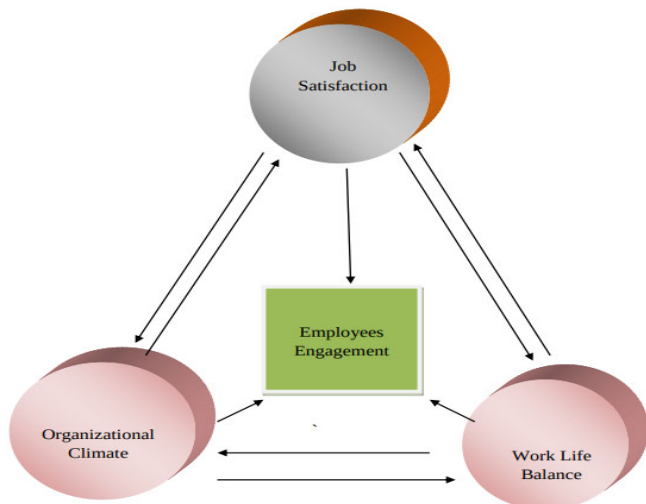 Job
Satisfaction
Employees
Engagement
Organizational
Climate
Work Life
Balance